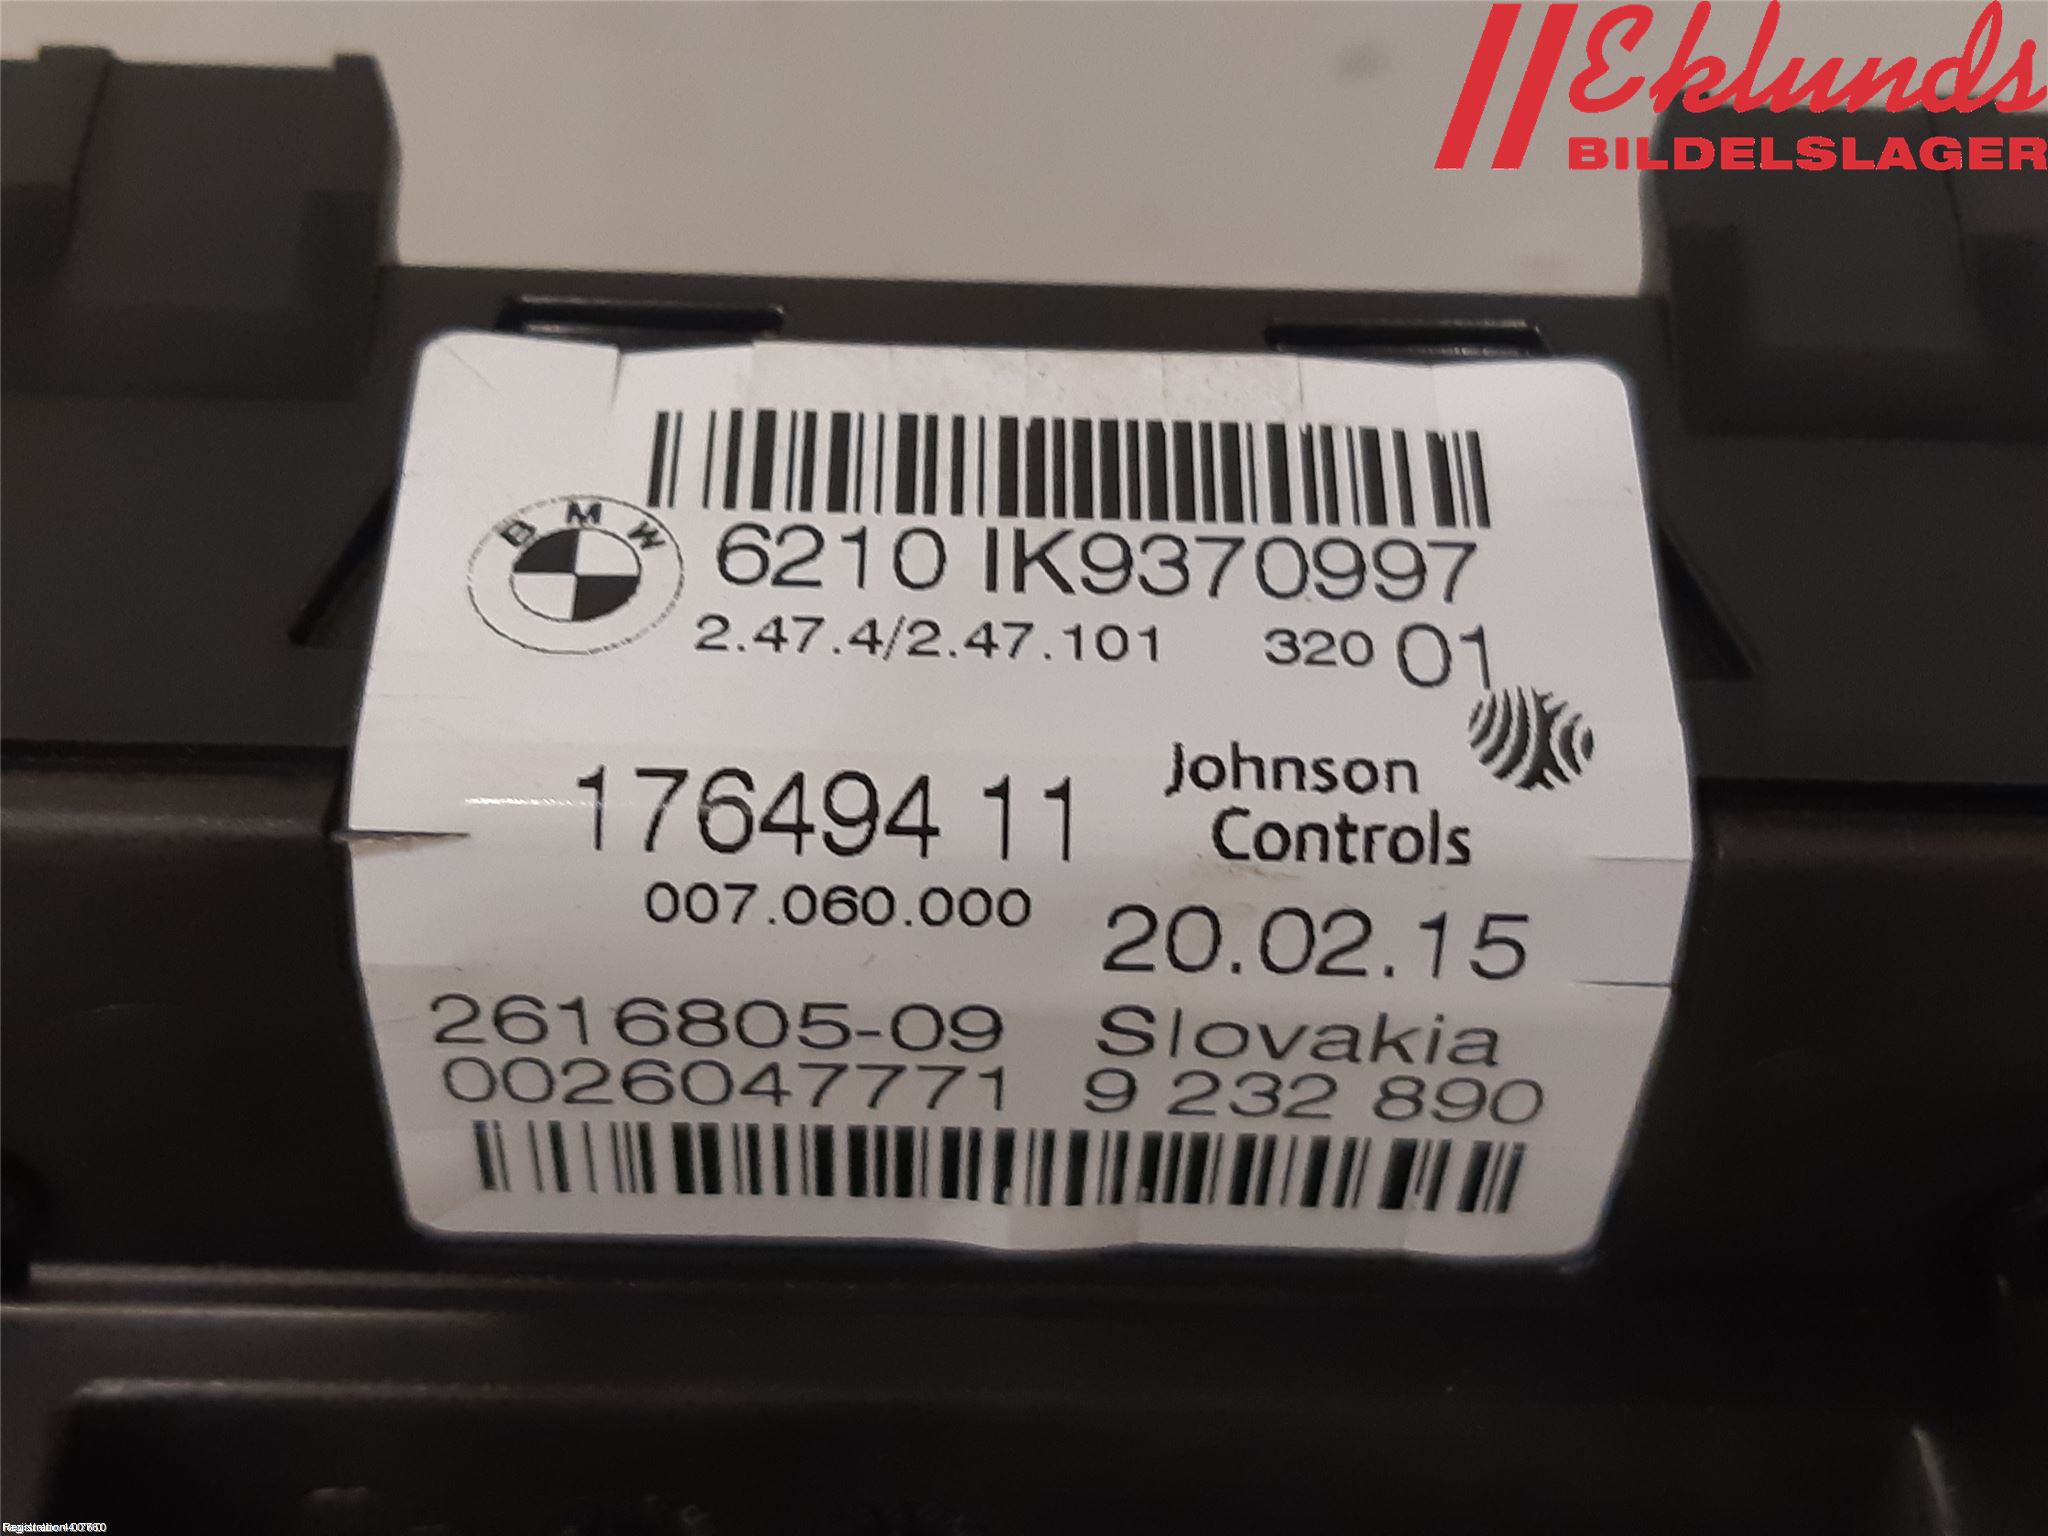 Eklunds
BILDELSLAGER
BMW
6210 IK9370997
2.47.4/2.47.101 320 01
Johnson
Controls
176494 11
007.060.000
20.02.15
2616805-09 Slovakia
0026047771 9 232 890